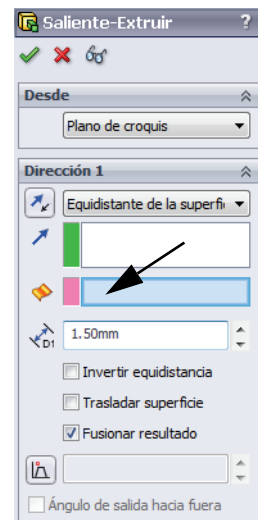 Saliente-Extruir ?
Desde
Plano de croquis
Dirección 1
Equidistante de la superfi
D1 1.50mm
Invertir equidistancia
Trasladar superficie
Fusionar resultado
Ángulo de salida hacia fuera